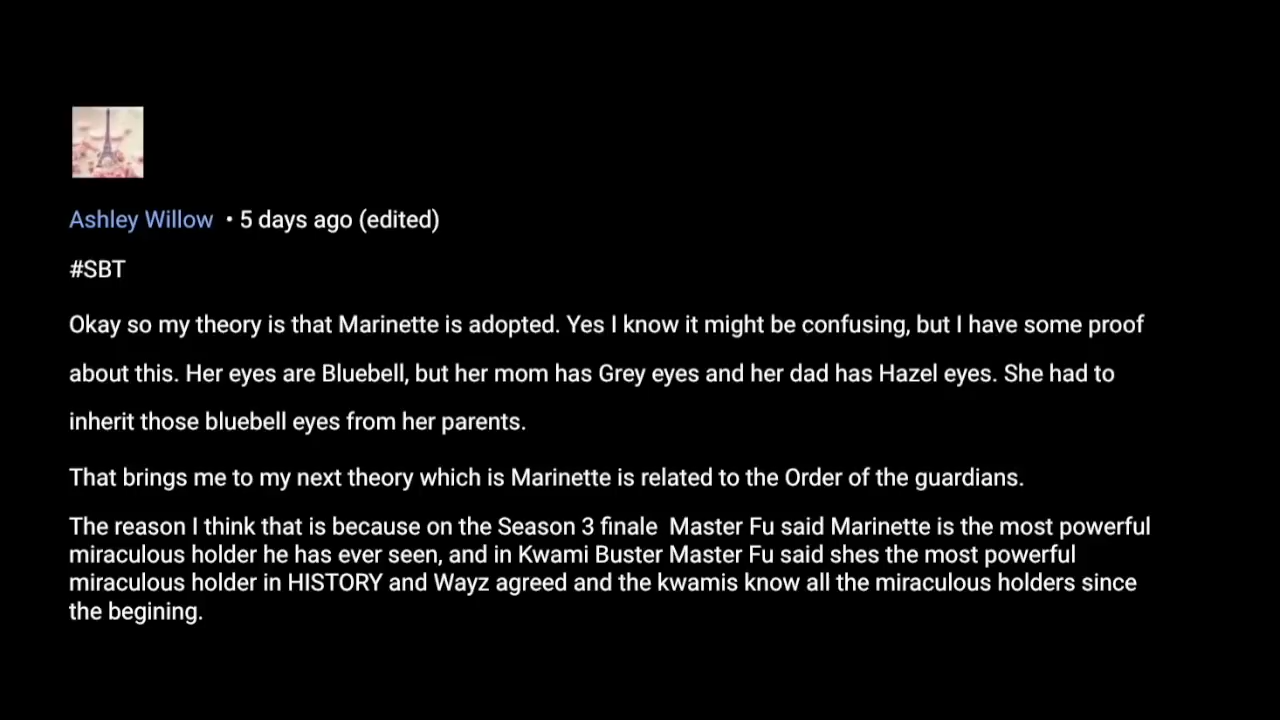 Ashley Willow • 5 days ago (edited)
#SBT
Okay so my theory is that Marinette is adopted. Yes I know it might be confusing, but I have some proof
about this. Her eyes are Bluebell, but her mom has Grey eyes and her dad has Hazel eyes. She had to
inherit those bluebell eyes from her parents.
That brings me to my next theory which is Marinette is related to the Order of the guardians.
The reason I think that is because on the Season 3 finale  Master Fu said Marinette is the most powerful
miraculous holder he has ever seen, and in Kwami Buster Master Fu said shes the most powerful
miraculous holder in HISTORY and Wayz agreed and the kwamis know all the miraculous holders since
the begining.